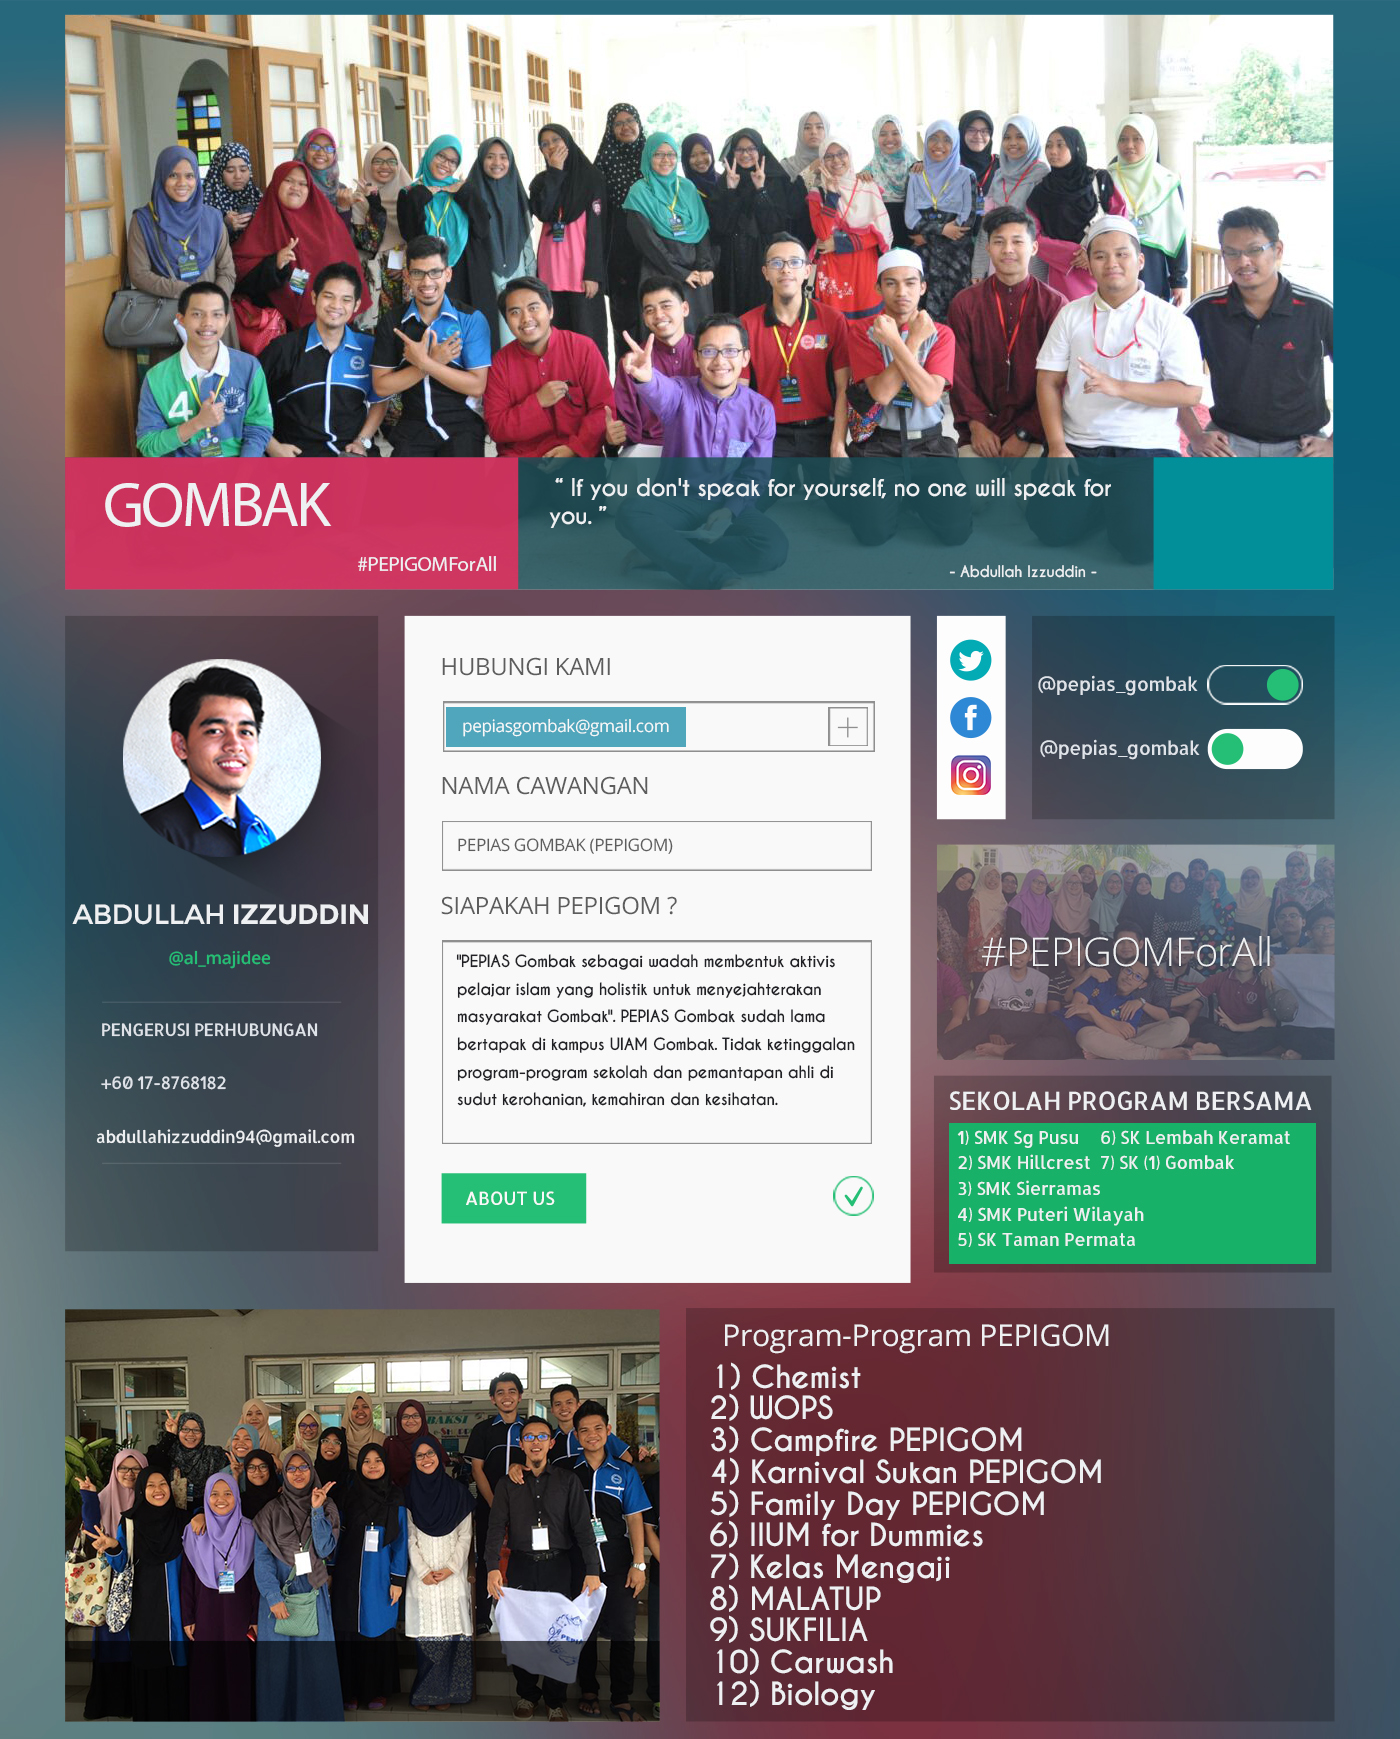 GOMBAK
#PEPIGOMForAll
“ If you don't speak for yourself, no one will speak for
you. ”
- Abdullah Izzuddin -
ABDULLAH IZZUDDIN
@al_majidee
PENGERUSI PERHUBUNGAN
+60 17-8768182
abdullahizzuddin94@gmail.com
HUBUNGI KAMI
pepiasgombak@gmail.com
NAMA CAWANGAN
PEPIAS GOMBAK (PEPIGOM)
SIAPAKAH PEPIGOM ?
"PEPIAS Gombak sebagai wadah membentuk aktivis
pelajar islam yang holistik untuk menyejahterakan
masyarakat Gombak". PEPIAS Gombak sudah lama
bertapak di kampus UIAM Gombak. Tidak ketinggalan
program-program sekolah dan pemantapan ahli di
sudut kerohanian, kemahiran dan kesihatan.
ABOUT US
@pepias_gombak
@pepias_gombak
#PEPIGOMForAll
SEKOLAH PROGRAM BERSAMA
1) SMK Sg Pusu 6) SK Lembah Keramat
2) SMK Hillcrest 7) SK (1) Gombak
3) SMK Sierramas
4) SMK Puteri Wilayah
5) SK Taman Permata
Program-Program PEPIGOM
1) Chemist
2) WOPS
3) Campfire PEPIGOM
4) Karnival Sukan PEPIGOM
5) Family Day PEPIGOM
6) IIUM for Dummies
7) Kelas Mengaji
8) MALATUP
9) SUKFILIA
10) Carwash
12) Biology